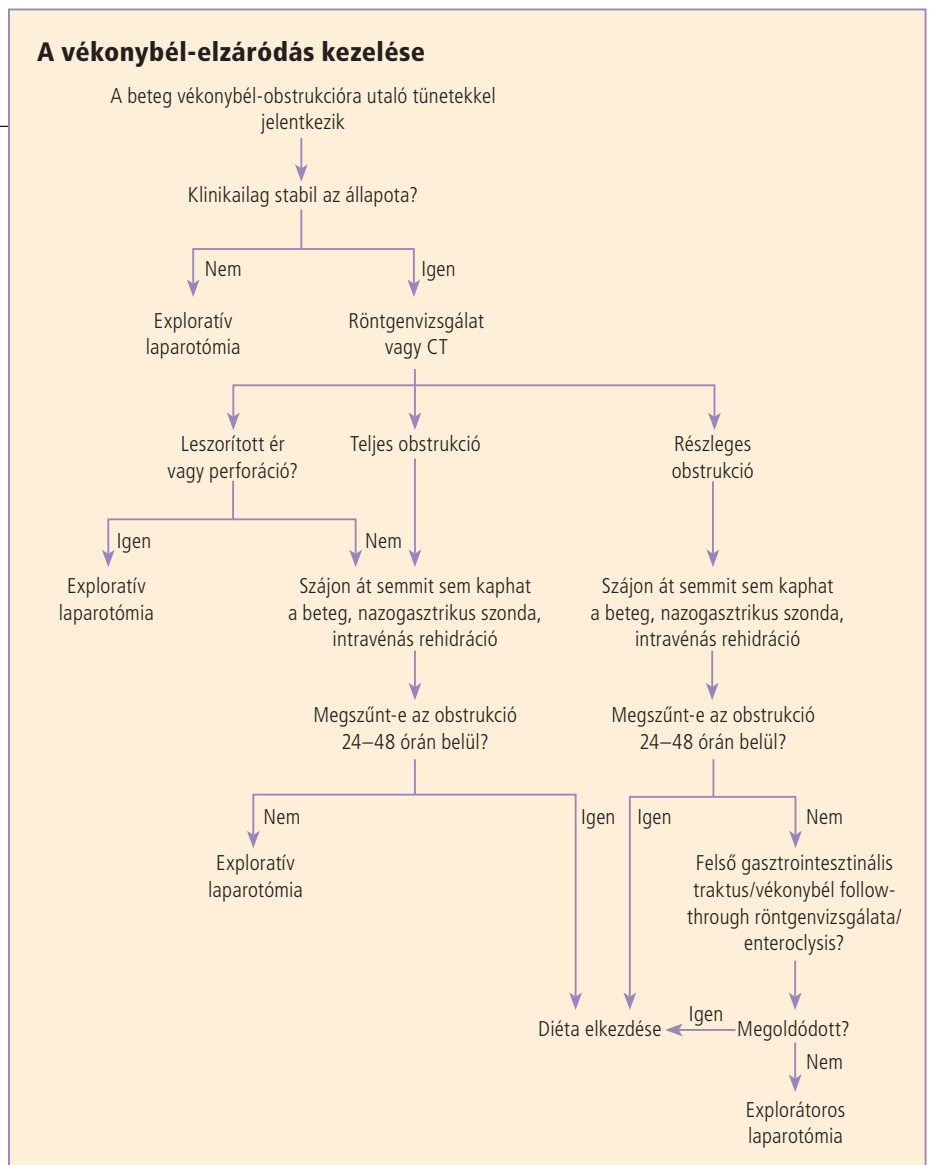 A vékonybél-elzáródás kezelése
A beteg vékonybél-obstrukcióra utaló tünetekkel
jelentkezik
Klinikailag stabil az állapota?
Nem
Igen
Exploratív
laparotómia
Röntgenvizsgálat
vagy CT
Leszorított ér
vagy perforáció?
Teljes obstrukció
Részleges
obstrukció
Igen
Nem
Exploratív
laparotómia
Szájon át semmit sem kaphat
a beteg, nazogasztrikus szonda,
intravénás rehidráció
Szájon át semmit sem kaphat
a beteg, nazogasztrikus szonda,
intravénás rehidráció
Megszűnt-e az obstrukció
24–48 órán belül?
Megszűnt-e az obstrukció
24–48 órán belül?
Nem
Igen
Igen
Nem
Exploratív
laparotómia
Felső gasztrointesztinális
traktus/vékonybél follow-
through röntgenvizsgálata/
enteroclysis?
Diéta elkezdése
Igen
Megoldódott?
Nem
Explorátoros
laparotómia